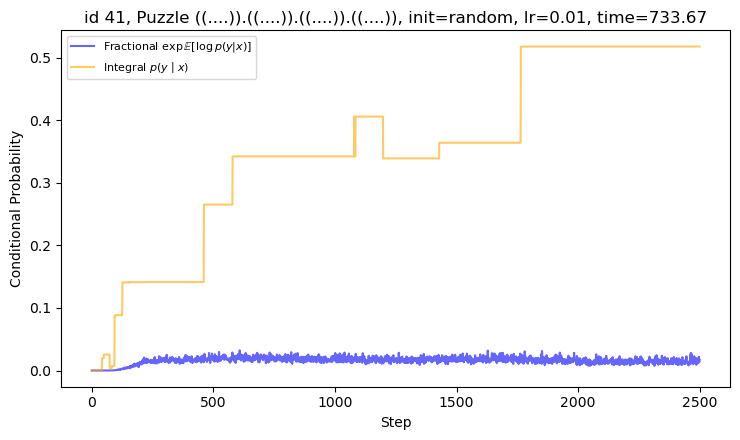 id 41, Puzzle ((....)).((....)).((....)).((....)), init=random, lr=0.01, time=733.67
Fractional exp𝔼[log p(y|x)]
Integral p(y | x)
Conditional Probability
0.5
0.4
0.3
0.2
0.1
0.0
0 500 1000 1500 2000 2500
Step